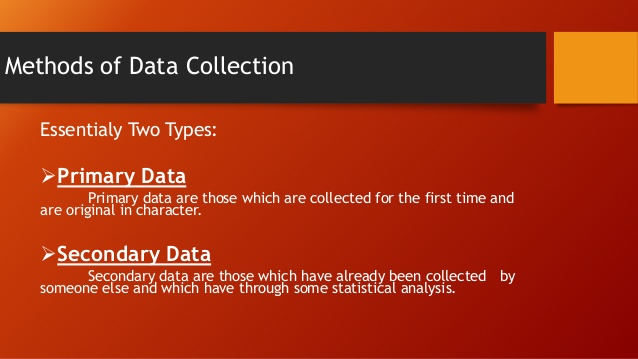 Methods of Data Collection
Essentialy Two Types:
➢Primary Data
Primary data are those which are collected for the first time and
are original in character.
➢Secondary Data
Secondary data are those which have already been collected by
someone else and which have through some statistical analysis.